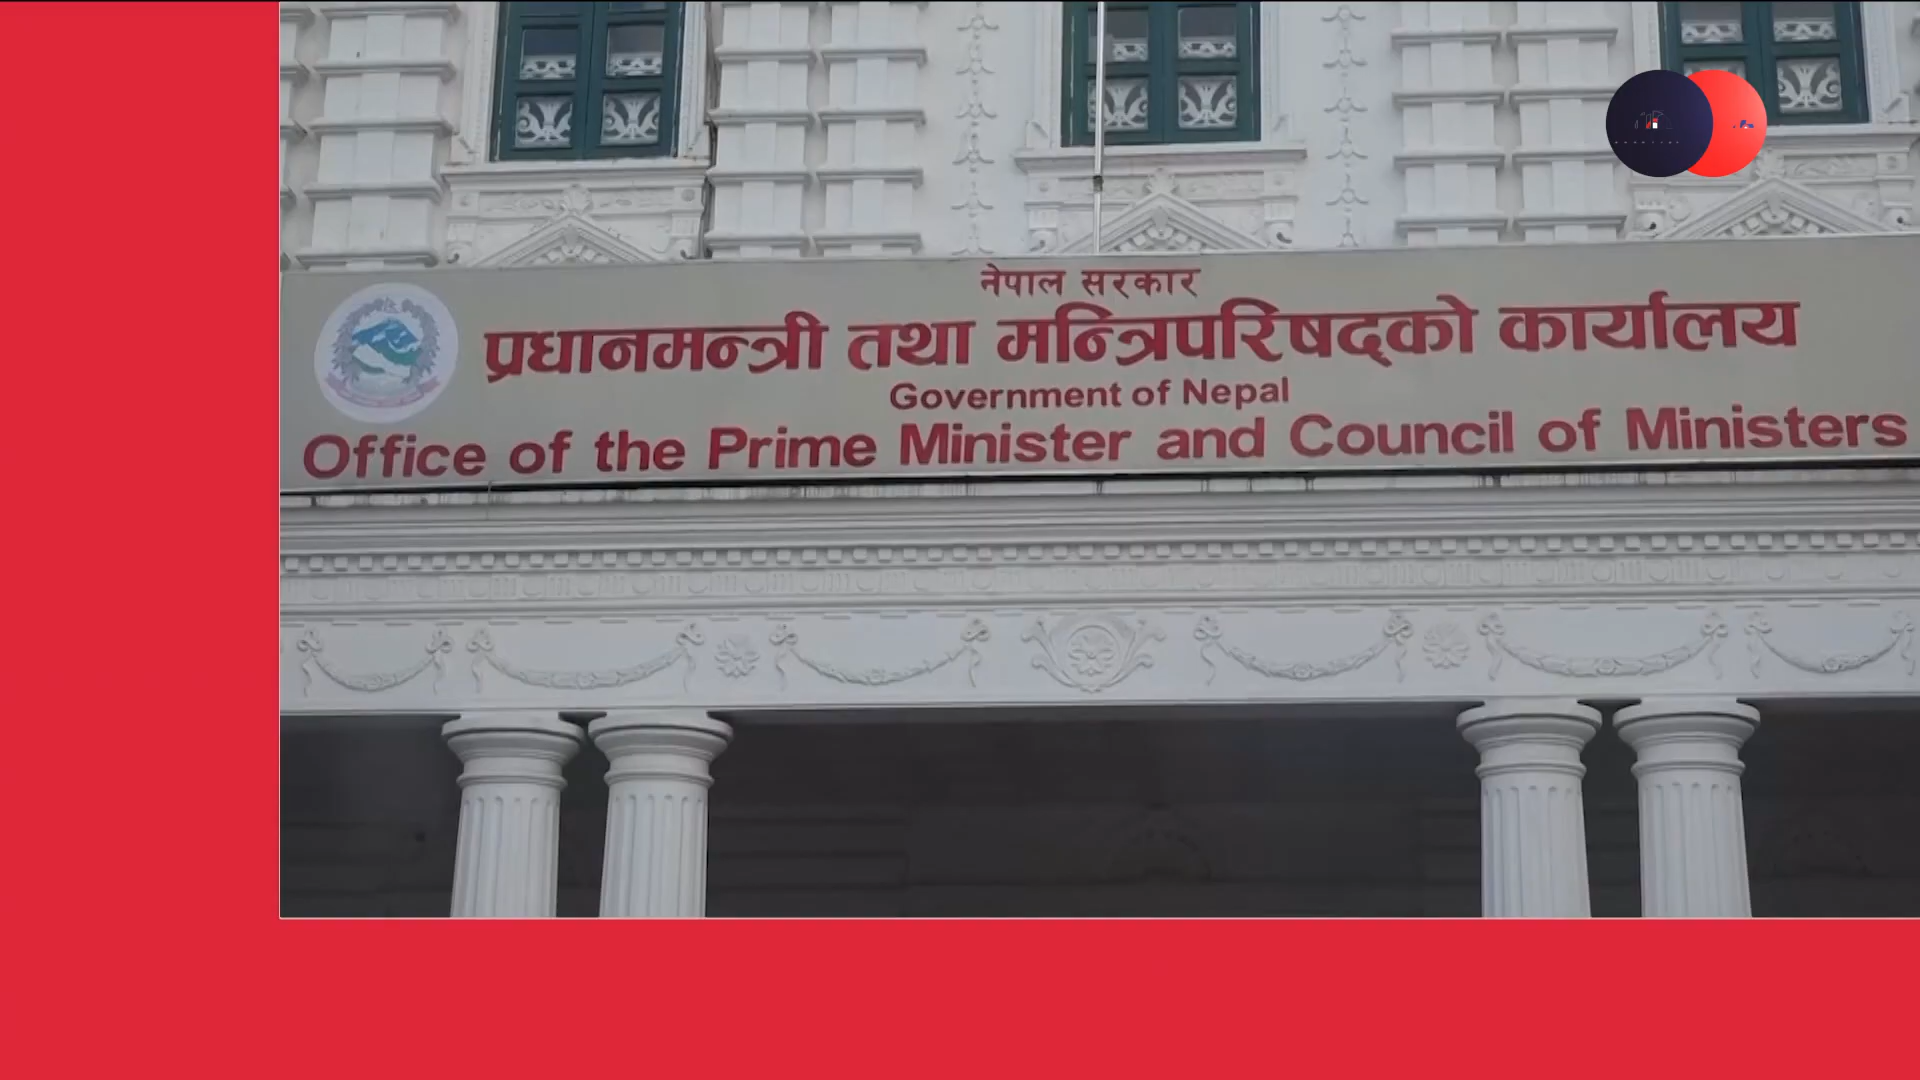 नेपाल सरकार
प्रधानमन्त्री तथा मन्त्रिपरिषद्को कार्यालय
Government of Nepal
Office of the Prime Minister and Council of Ministers